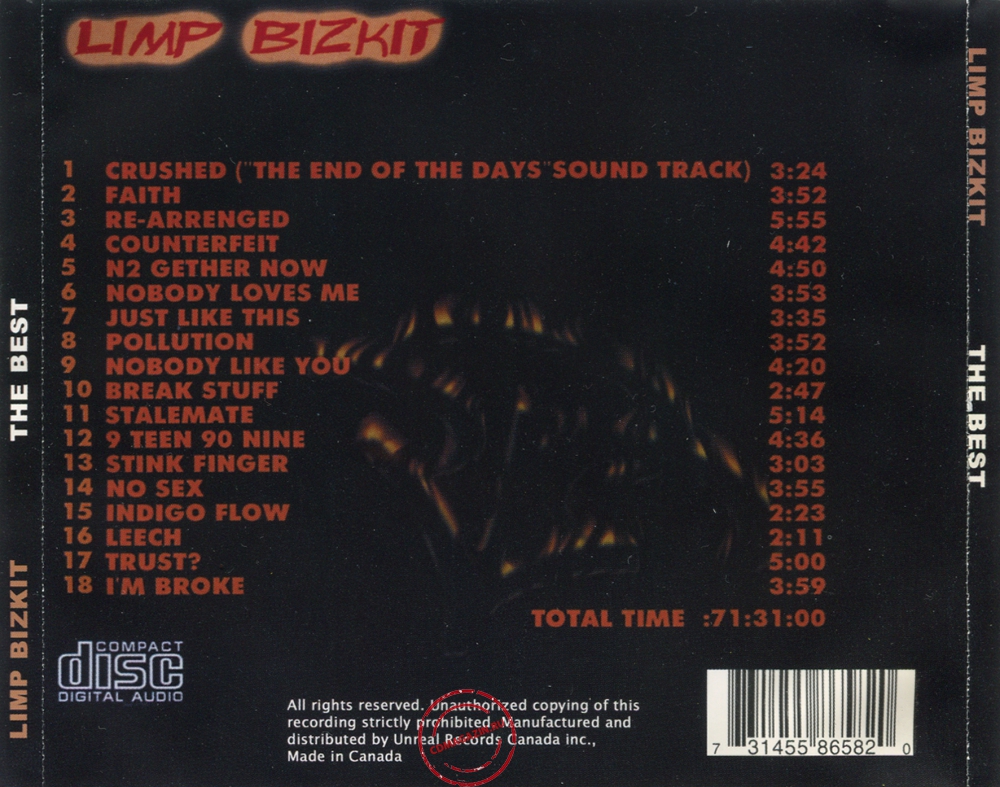 LIMP BIZKIT
1 CRUSHED ("THE END OF THE DAYS"SOUND TRACK) 3:24
2 FAITH 3:52
3 RE-ARRENGED 5:55
4 COUNTERFEIT 4:42
5 N2 GETHER NOW 4:50
6 NOBODY LOVES ME 3:53
7 JUST LIKE THIS 3:35
8 POLLUTION 3:52
9 NOBODY LIKE YOU 4:20
10 BREAK STUFF 2:47
11 STALEMATE 5:14
12 9 TEEN 90 NINE 4:36
13 STINK FINGER 3:03
14 NO SEX 3:55
15 INDIGO FLOW 2:23
16 LEECH 2:11
17 TRUST? 5:00
18 I'M BROKE 3:59
TOTAL TIME :71:31:00
COMPACT
disc
DIGITAL AUDIO
All rights reserved. Unauthorized copying of this
recording strictly prohibited. Manufactured and
distributed by Unreal Records Canada inc.,
Made in Canada
7 31455 86582 0
LIMP BIZKIT THE BEST
LIMP BIZKIT THE BEST